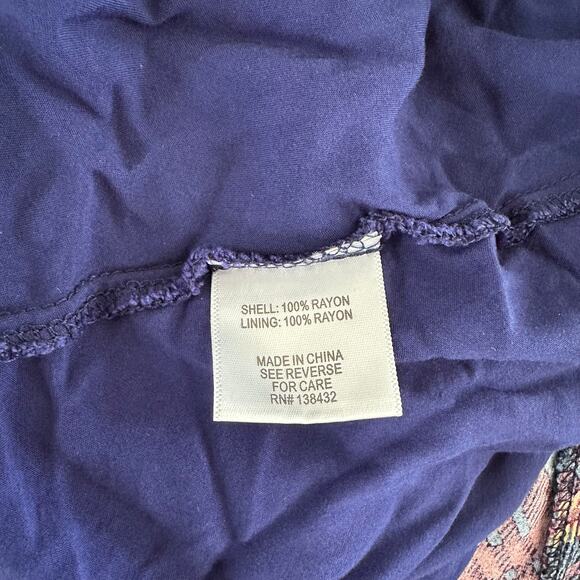 SHELL: 100% RAYON
LINING: 100% RAYON
MADE IN CHINA
SEE REVERSE
FOR CARE
RN# 138432